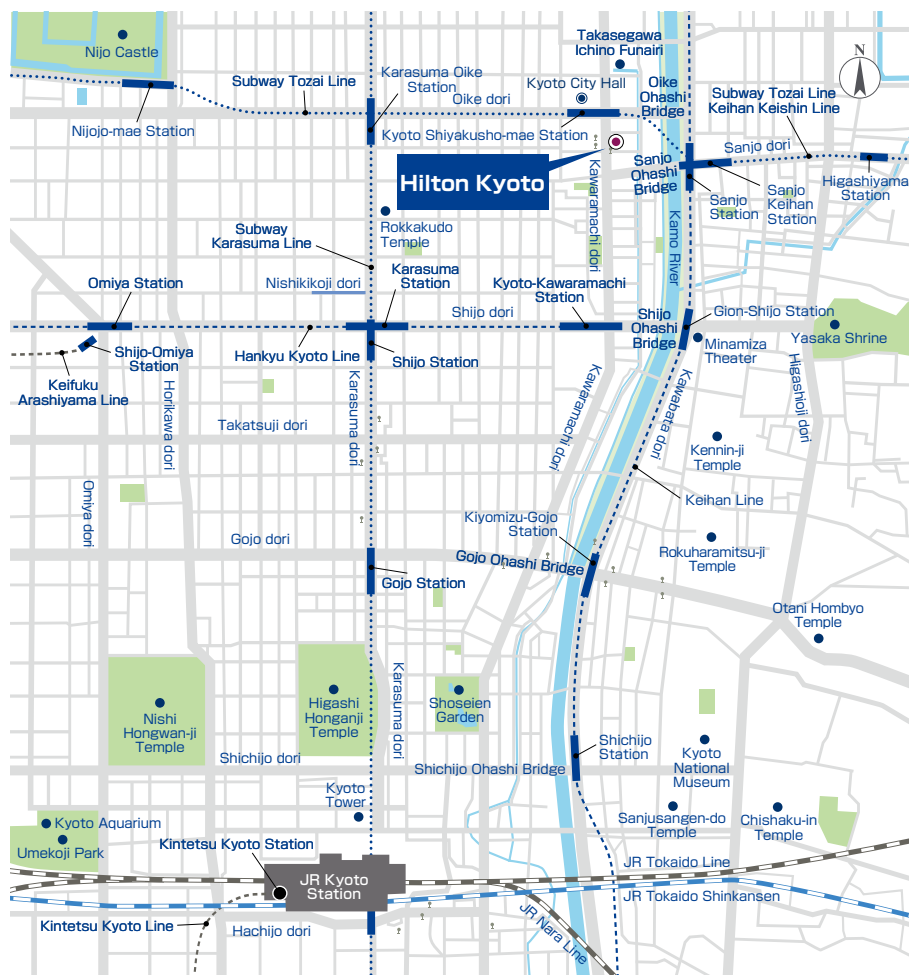 Nijo Castle
Takasegawa
Ichino Funairi
N
Subway Tozai Line
Karasuma Oike
Station
Oike dori
Kyoto City Hall
Oike
Ohashi
Bridge
Subway Tozai Line
Keihan Keishin Line
Nijojo-mae Station
Kyoto Shiyakusho-mae Station
Sanjo dori
Hilton Kyoto
Kawaramachi dori
Sanjo
Ohashi
Bridge
Sanjo
Station
Sanjo
Keihan
Station
Higashiyama
Station
Rokkakudo
Temple
Kamo River
Subway
Karasuma Line
Omiya Station
Nishikikoji dori
Karasuma
Station
Kyoto-Kawaramachi
Station
Shijo dori
Shijo
Ohashi
Bridge
Gion-Shijo Station
Yasaka Shrine
Minamiza
Theater
Shijo-Omiya
Station
Hankyu Kyoto Line
Shijo Station
Keifuku
Arashiyama Line
Horikawa dori
Karasuma dori
Kawaramachi dori
Kawabata dori
Higashioji dori
Takatsuji dori
Kennin-ji
Temple
Omiya dori
Keihan Line
Kiyomizu-Gojo
Station
Gojo dori
Gojo Ohashi Bridge
Rokuharamitsu-ji
Temple
Gojo Station
Otani Hombyo
Temple
Nishi
Hongwan-ji
Temple
Higashi
Honganji
Temple
Karasuma dori
Shoseien
Garden
Shichijo dori
Shichijo Ohashi Bridge
Shichijo
Station
Kyoto
National
Museum
Kyoto
Tower
Kyoto Aquarium
Umekoji Park
Sanjusangen-do
Temple
Chishaku-in
Temple
Kintetsu Kyoto Station
JR Kyoto
Station
JR Tokaido Line
JR Tokaido Shinkansen
Kintetsu Kyoto Line
Hachijo dori
JR Nara Line